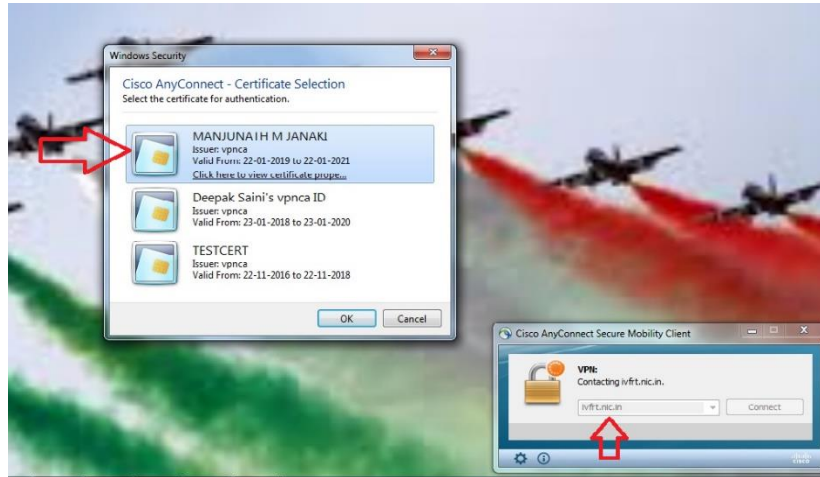 Windows Security
Cisco AnyConnect - Certificate Selection
Select the certificate for authentication.
MANJUNATH M JANAKI
Issuer: vpnca
Valid From: 22-01-2019 to 22-01-2021
Click here to view certificate prope...
Deepak Saini's vpnca ID
Issuer: vpnca
Valid From: 23-01-2018 to 23-01-2020
TESTCERT
Issuer: vpnca
Valid From: 22-11-2016 to 22-11-2018
OK Cancel
Cisco AnyConnect Secure Mobility Client
VPN:
Contacting ivfrt.nic.in.
ivfrt.nic.in Connect
cisco